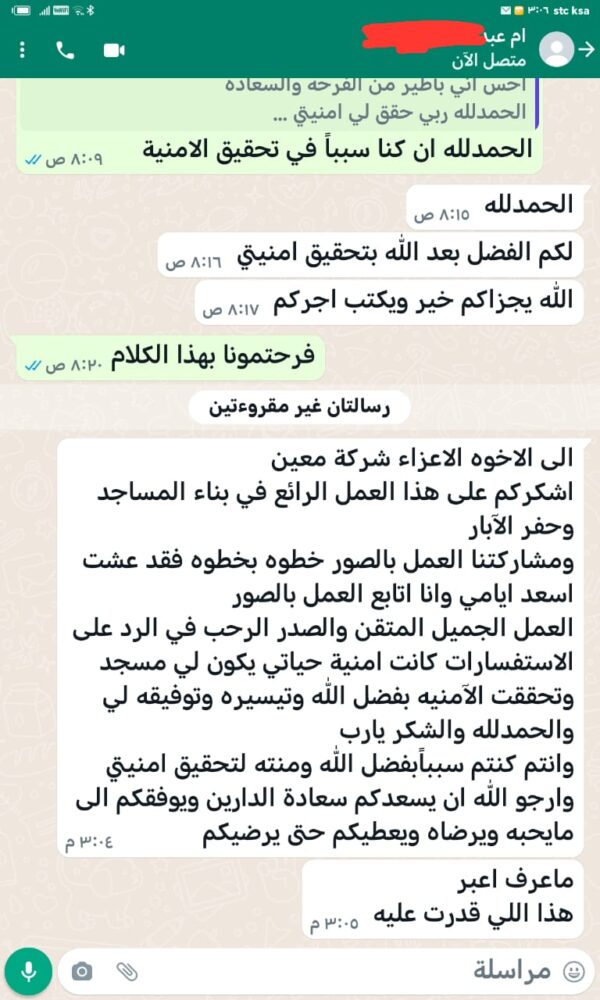 stc ksa ٣:٠٦
ام عبد
متصل الآن
احس اني باطير من الفرحه والسعاده
الحمدلله ربي حقق لي امنيتي ...
الحمدلله ان كنا سبباً في تحقيق الامنية
٨:٠٩ ص
الحمدلله
٨:١٥ ص
لكم الفضل بعد الله بتحقيق امنيتي
٨:١٦ ص
الله يجزاكم خير ويكتب اجركم
٨:١٧ ص
فرحتمونا بهذا الكلام
٨:٢٠ ص
رسالتان غير مقروءتين
الى الاخوه الاعزاء شركة معين
اشكركم على هذا العمل الرائع في بناء المساجد
وحفر الآبار
ومشاركتنا العمل بالصور خطوه بخطوه فقد عشت
اسعد ايامي وانا اتابع العمل بالصور
العمل الجميل المتقن والصدر الرحب في الرد على
الاستفسارات كانت امنية حياتي يكون لي مسجد
وتحققت الآمنيه بفضل الله وتيسيره وتوفيقه لي
والحمدلله والشكر يارب
وانتم كنتم سببأبفضل الله ومنته لتحقيق امنيتي
وارجو الله ان يسعدكم سعادة الدارين ويوفقكم الى
مايحبه ويرضاه ويعطيكم حتى يرضيكم
٣:٠٤ م
ماعرف اعبر
هذا اللي قدرت عليه
٣:٠٥ م
مراسلة